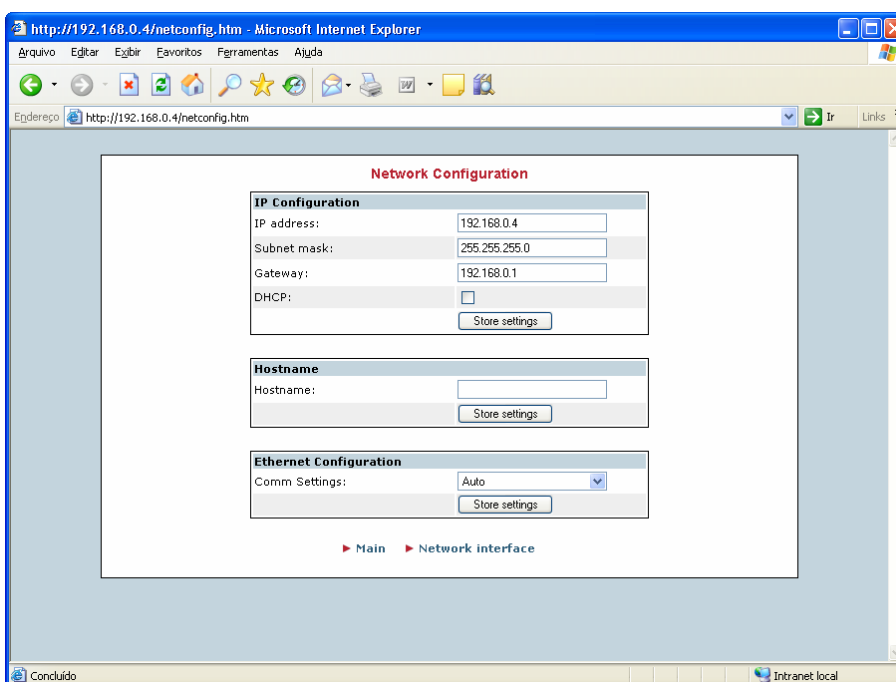 http://192.168.0.4/netconfig.htm - Microsoft Internet Explorer
Arquivo Editar Exibir Favoritos Ferramentas Ajuda
Endereço http://192.168.0.4/netconfig.htm Ir Links
Network Configuration
IP Configuration
IP address: 192.168.0.4
Subnet mask: 255.255.255.0
Gateway: 192.168.0.1
DHCP:
Store settings
Hostname
Hostname:
Store settings
Ethernet Configuration
Comm Settings: Auto
Store settings
Main Network interface
Concluído Intranet local